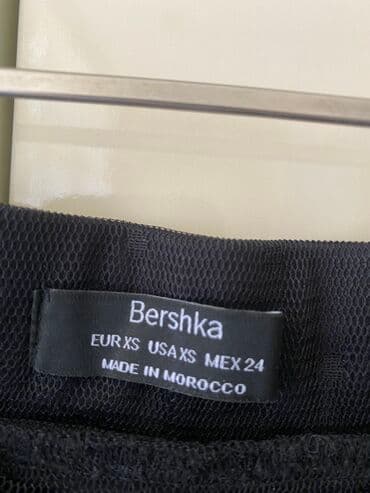 Bershka
EUR XS USA XS MEX 24
MADE IN MOROCCO